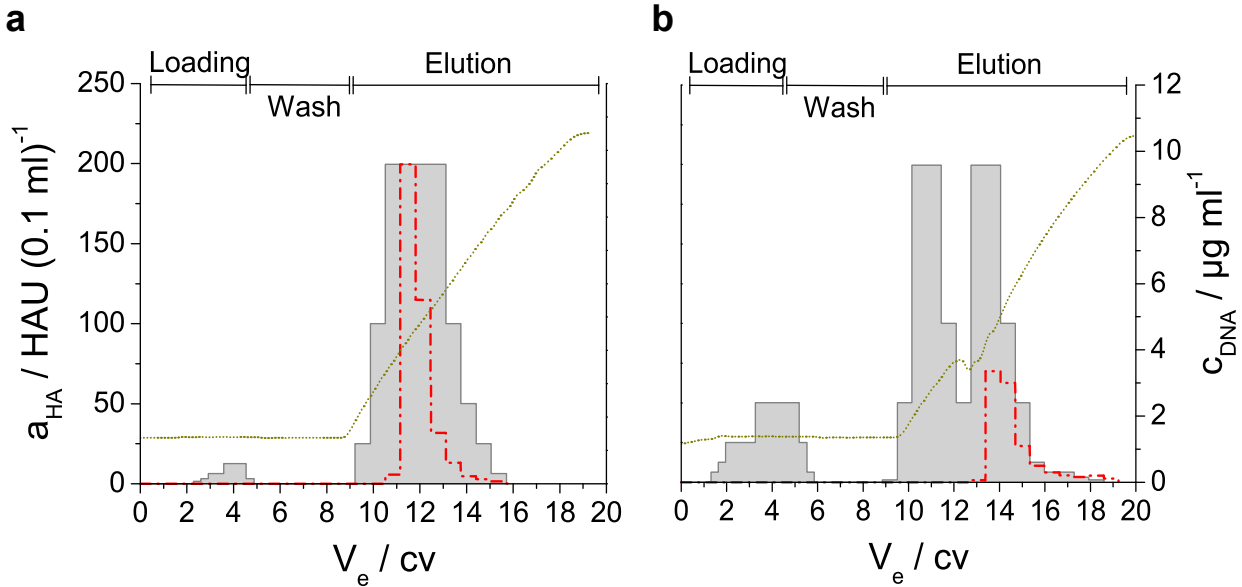 a
b
Loading
Wash
Elution
Loading
Wash
Elution
250
200
150
100
50
0
a_HA / HAU (0.1 ml)^-1
0 2 4 6 8 10 12 14 16 18 20
V_e / cv
0 2 4 6 8 10 12 14 16 18 20
V_e / cv
12
10
8
6
4
2
0
c_DNA / µg ml^-1